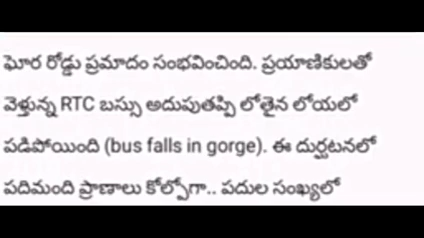 ఘోర రోడ్డు ప్రమాదం సంభవించింది. ప్రయాణికులతో
వెళ్తున్న RTC బస్సు అదుపుతప్పి లోతైన లోయలో
పడిపోయింది (bus falls in gorge). ఈ దుర్ఘటనలో
పదిమంది ప్రాణాలు కోల్పోగా.. పదుల సంఖ్యలో